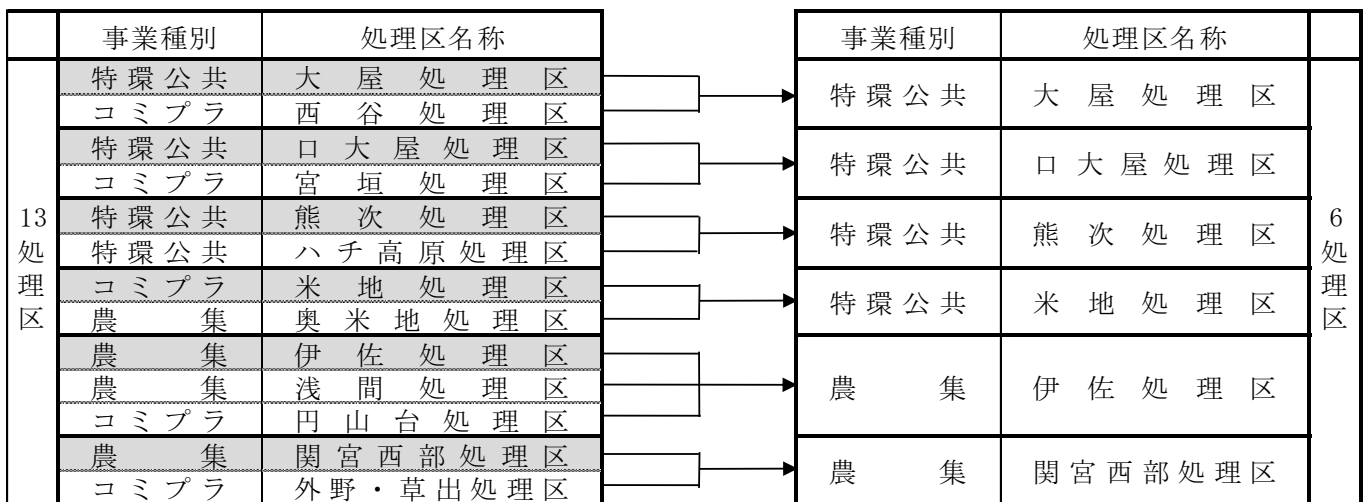 事業種別 処理区名称
13処理区
特環公共 大屋処理区
コミプラ 西谷処理区
特環公共 口大屋処理区
コミプラ 宮垣処理区
特環公共 熊次処理区
特環公共 ハチ高原処理区
コミプラ 米地処理区
農集 奥米地処理区
農集 伊佐処理区
農集 浅間処理区
コミプラ 円山台処理区
農集 関宮西部処理区
コミプラ 外野・草出処理区
事業種別 処理区名称
特環公共 大屋処理区
特環公共 口大屋処理区
特環公共 熊次処理区
特環公共 米地処理区
農集 伊佐処理区
農集 関宮西部処理区
6処理区